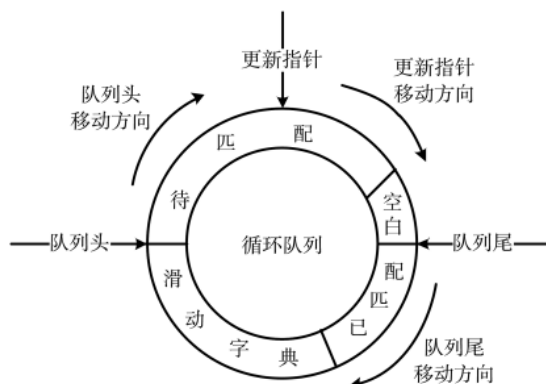 更新指针
更新指针
移动方向
队列头
移动方向
待匹配
空白
队列头
循环队列
队列尾
滑动字典
已匹配
队列尾
移动方向